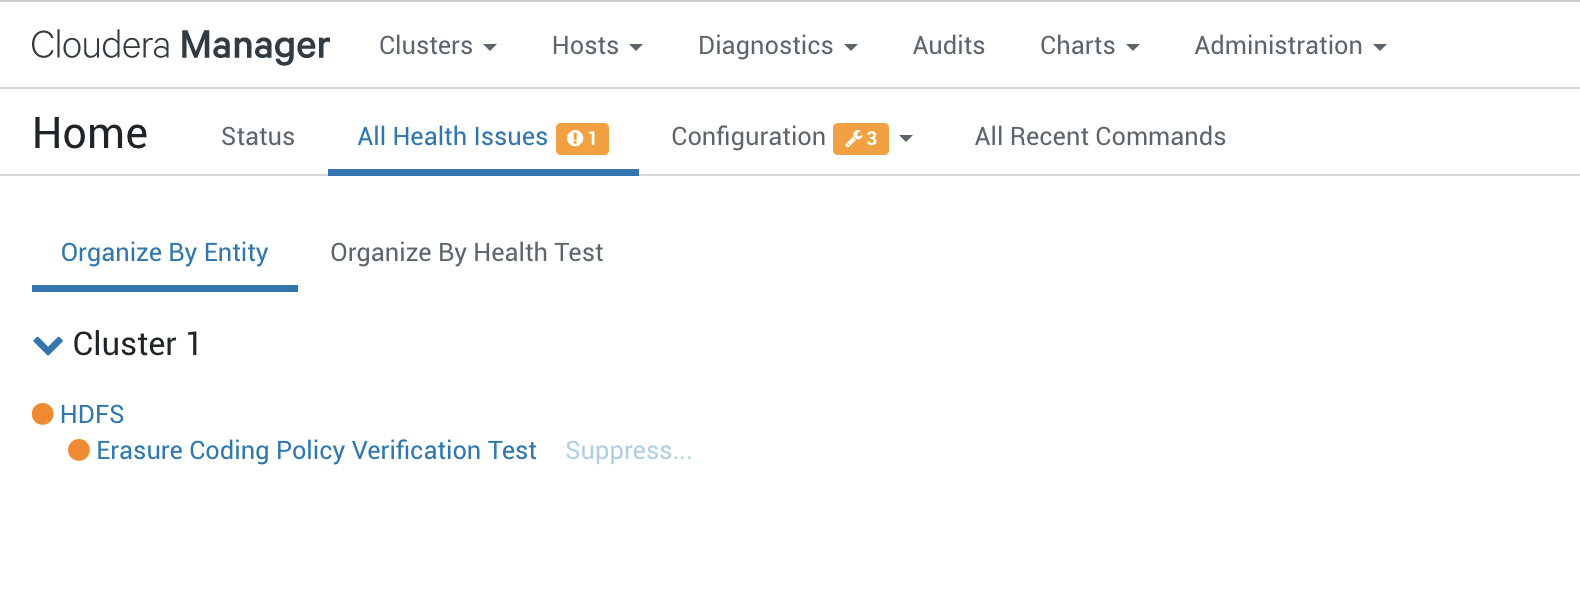 Cloudera Manager Clusters Hosts Diagnostics Audits Charts Administration
Home Status All Health Issues 1 Configuration 3 All Recent Commands
Organize By Entity Organize By Health Test
Cluster 1
HDFS
Erasure Coding Policy Verification Test Suppress...